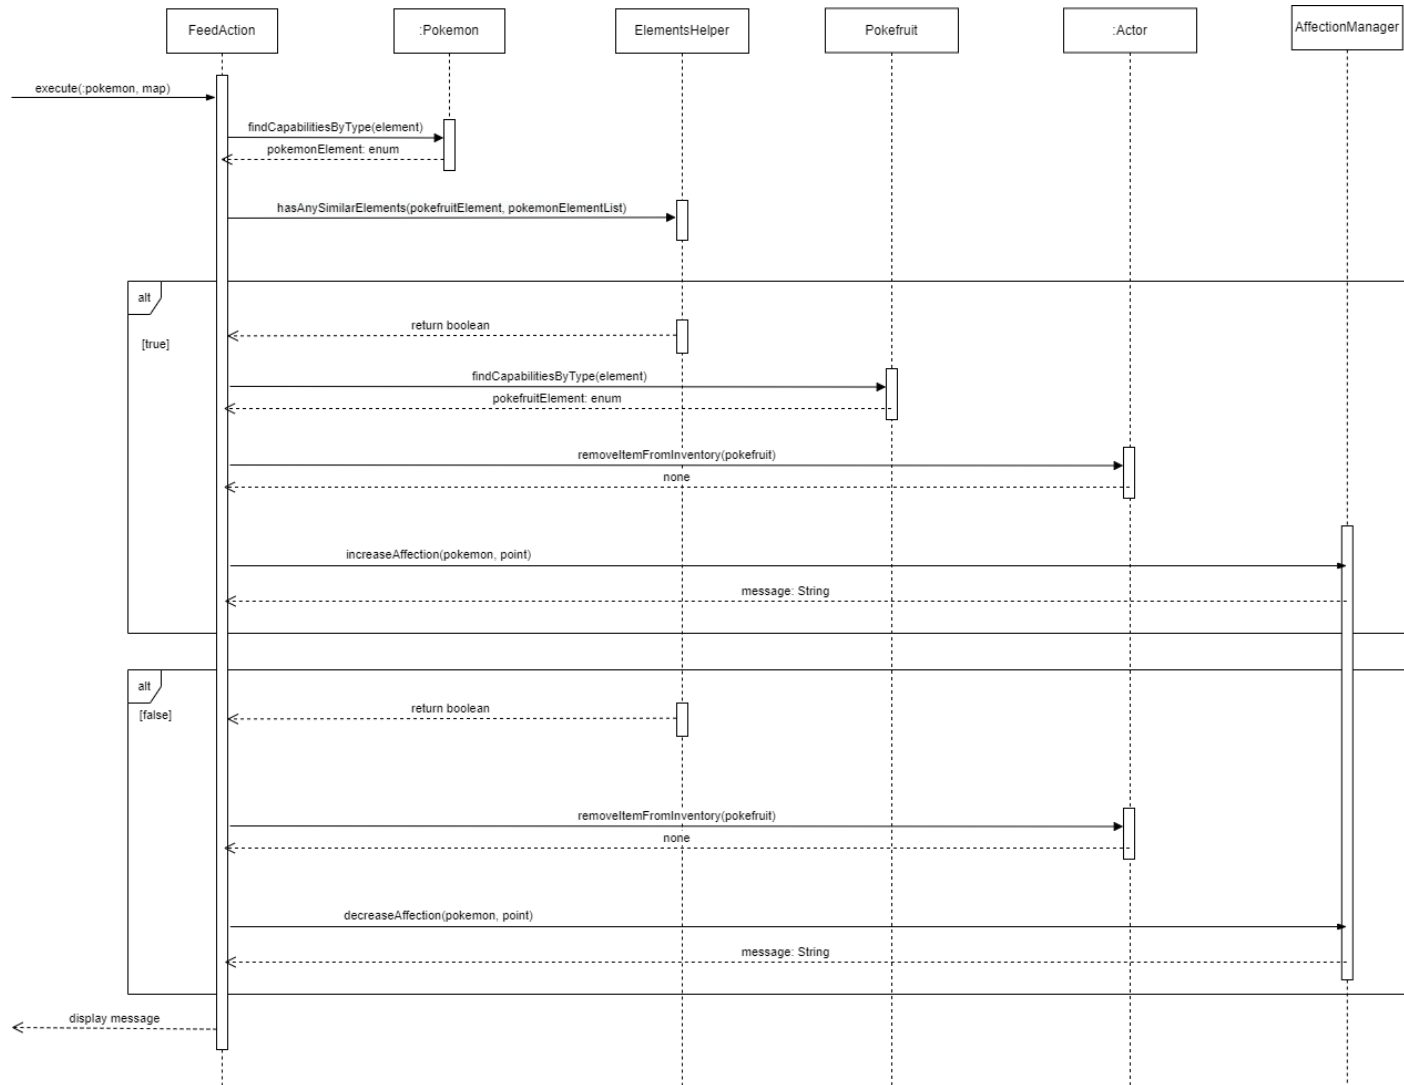 FeedAction
:Pokemon
ElementsHelper
Pokefruit
:Actor
AffectionManager
execute(:pokemon, map)
findCapabilitiesByType(element)
pokemonElement: enum
hasAnySimilarElements(pokefruitElement, pokemonElementList)
alt
return boolean
[true]
findCapabilitiesByType(element)
pokefruitElement: enum
removeItemFromInventory(pokefruit)
none
increaseAffection(pokemon, point)
message: String
alt
return boolean
[false]
removeItemFromInventory(pokefruit)
none
decreaseAffection(pokemon, point)
message: String
display message